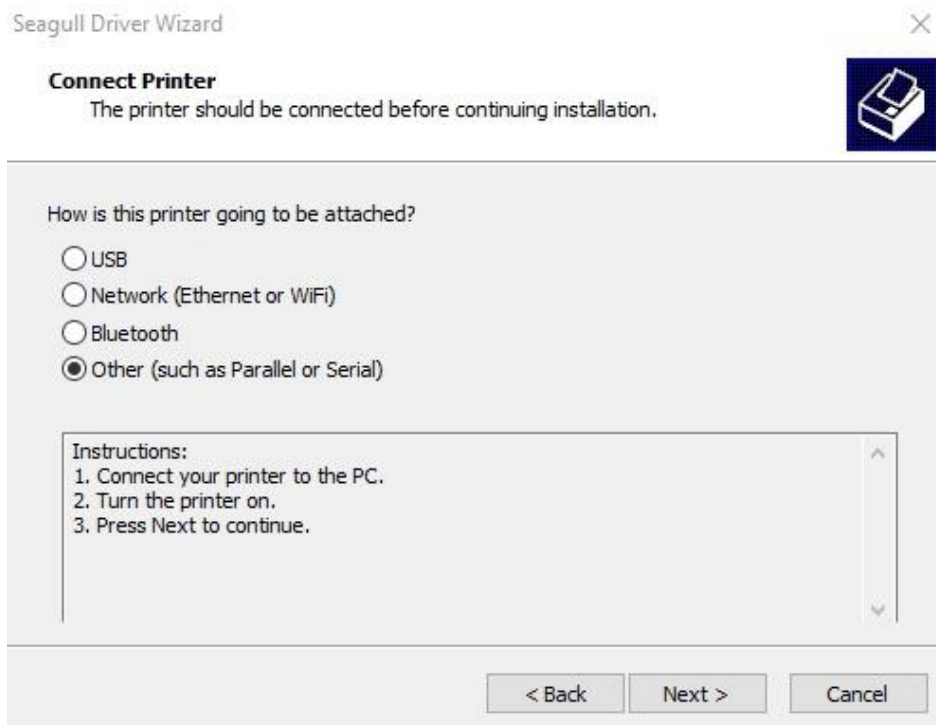 Seagull Driver Wizard
Connect Printer
The printer should be connected before continuing installation.
How is this printer going to be attached?
USB
Network (Ethernet or WiFi)
Bluetooth
Other (such as Parallel or Serial)
Instructions:
1. Connect your printer to the PC.
2. Turn the printer on.
3. Press Next to continue.
< Back Next > Cancel